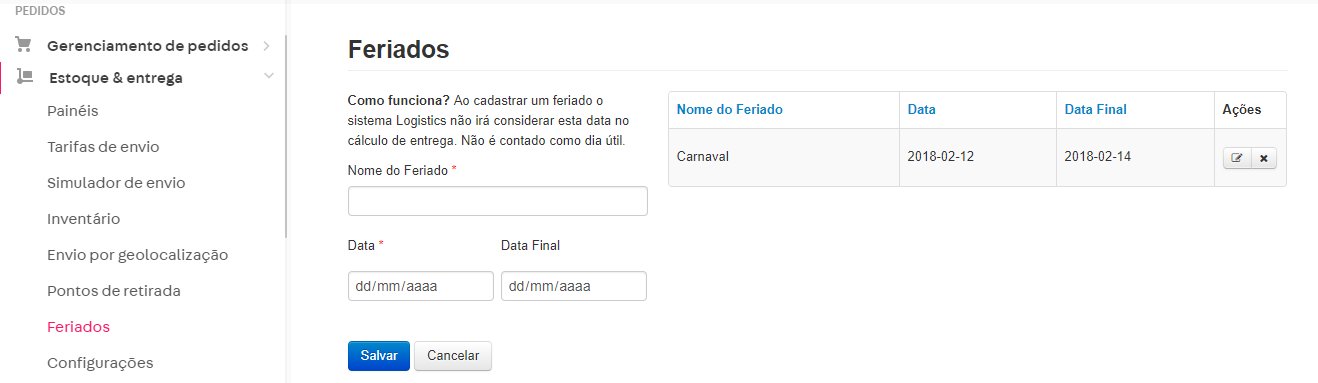 PEDIDOS
Gerenciamento de pedidos
Estoque & entrega
Painéis
Tarifas de envio
Simulador de envio
Inventário
Envio por geolocalização
Pontos de retirada
Feriados
Configurações
Feriados
Como funciona? Ao cadastrar um feriado o
sistema Logistics não irá considerar esta data no
cálculo de entrega. Não é contado como dia útil.
Nome do Feriado *
Data * Data Final
dd/mm/aaaa dd/mm/aaaa
Salvar Cancelar
Nome do Feriado Data Data Final Ações
Carnaval 2018-02-12 2018-02-14